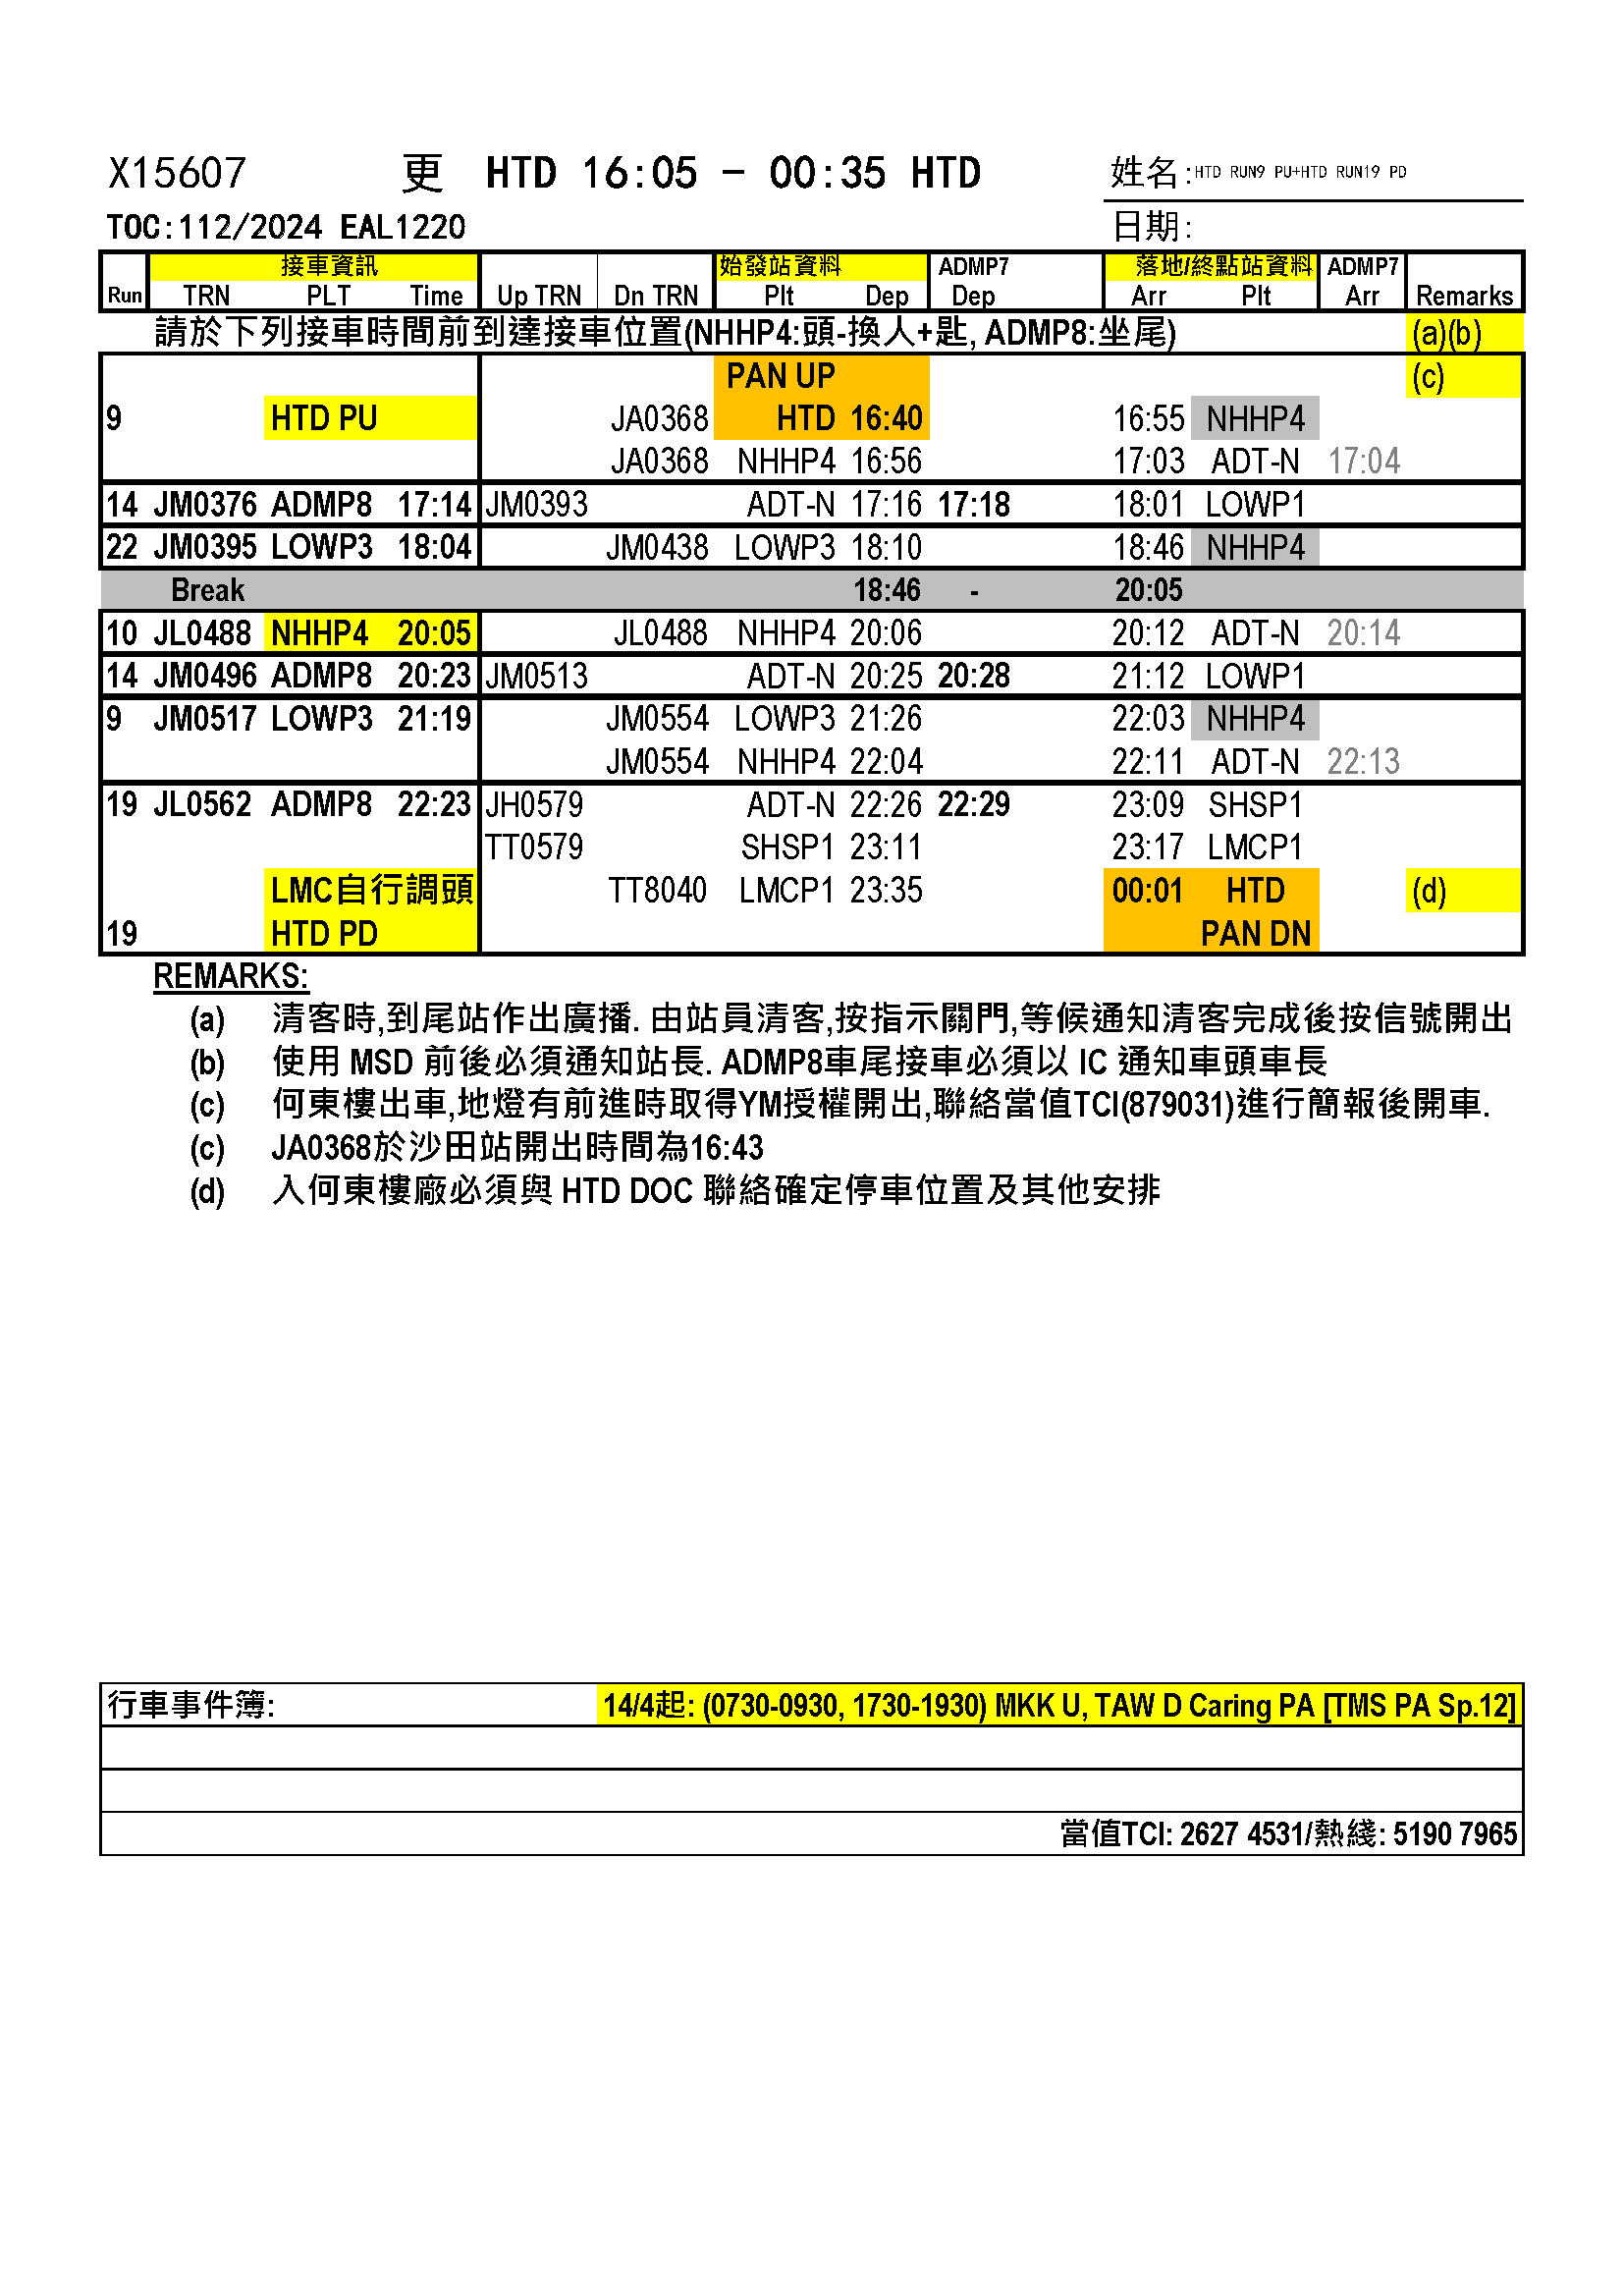 X15607 更 HTD 16:05 - 00:35 HTD 姓名:HTD RUN9 PU+HTD RUN19 PD
TOC:112/2024 EAL1220 日期:
接車資訊 始發站資料 ADMP7 落地/終點站資料 ADMP7
Run TRN PLT Time Up TRN Dn TRN Plt Dep Dep Arr Plt Arr Remarks
請於下列接車時間前到達接車位置(NHHP4:頭-換人+匙, ADMP8:坐尾) (a)(b)
PAN UP (c)
9 HTD PU JA0368 HTD 16:40 16:55 NHHP4
JA0368 NHHP4 16:56 17:03 ADT-N 17:04
14 JM0376 ADMP8 17:14 JM0393 ADT-N 17:16 17:18 18:01 LOWP1
22 JM0395 LOWP3 18:04 JM0438 LOWP3 18:10 18:46 NHHP4
Break 18:46 - 20:05
10 JL0488 NHHP4 20:05 JL0488 NHHP4 20:06 20:12 ADT-N 20:14
14 JM0496 ADMP8 20:23 JM0513 ADT-N 20:25 20:28 21:12 LOWP1
9 JM0517 LOWP3 21:19 JM0554 LOWP3 21:26 22:03 NHHP4
JM0554 NHHP4 22:04 22:11 ADT-N 22:13
19 JL0562 ADMP8 22:23 JH0579 ADT-N 22:26 22:29 23:09 SHSP1
TT0579 SHSP1 23:11 23:17 LMCP1
LMC自行調頭 TT8040 LMCP1 23:35 00:01 HTD (d)
19 HTD PD PAN DN
REMARKS:
(a) 清客時,到尾站作出廣播. 由站員清客,按指示關門,等候通知清客完成後按信號開出
(b) 使用 MSD 前後必須通知站長. ADMP8車尾接車必須以 IC 通知車頭車長
(c) 何東樓出車,地燈有前進時取得YM授權開出,聯絡當值TCI(879031)進行簡報後開車.
(c) JA0368於沙田站開出時間為16:43
(d) 入何東樓廠必須與 HTD DOC 聯絡確定停車位置及其他安排
行車事件簿: 14/4起: (0730-0930, 1730-1930) MKK U, TAW D Caring PA [TMS PA Sp.12]
當值TCI: 2627 4531/熱綫: 5190 7965